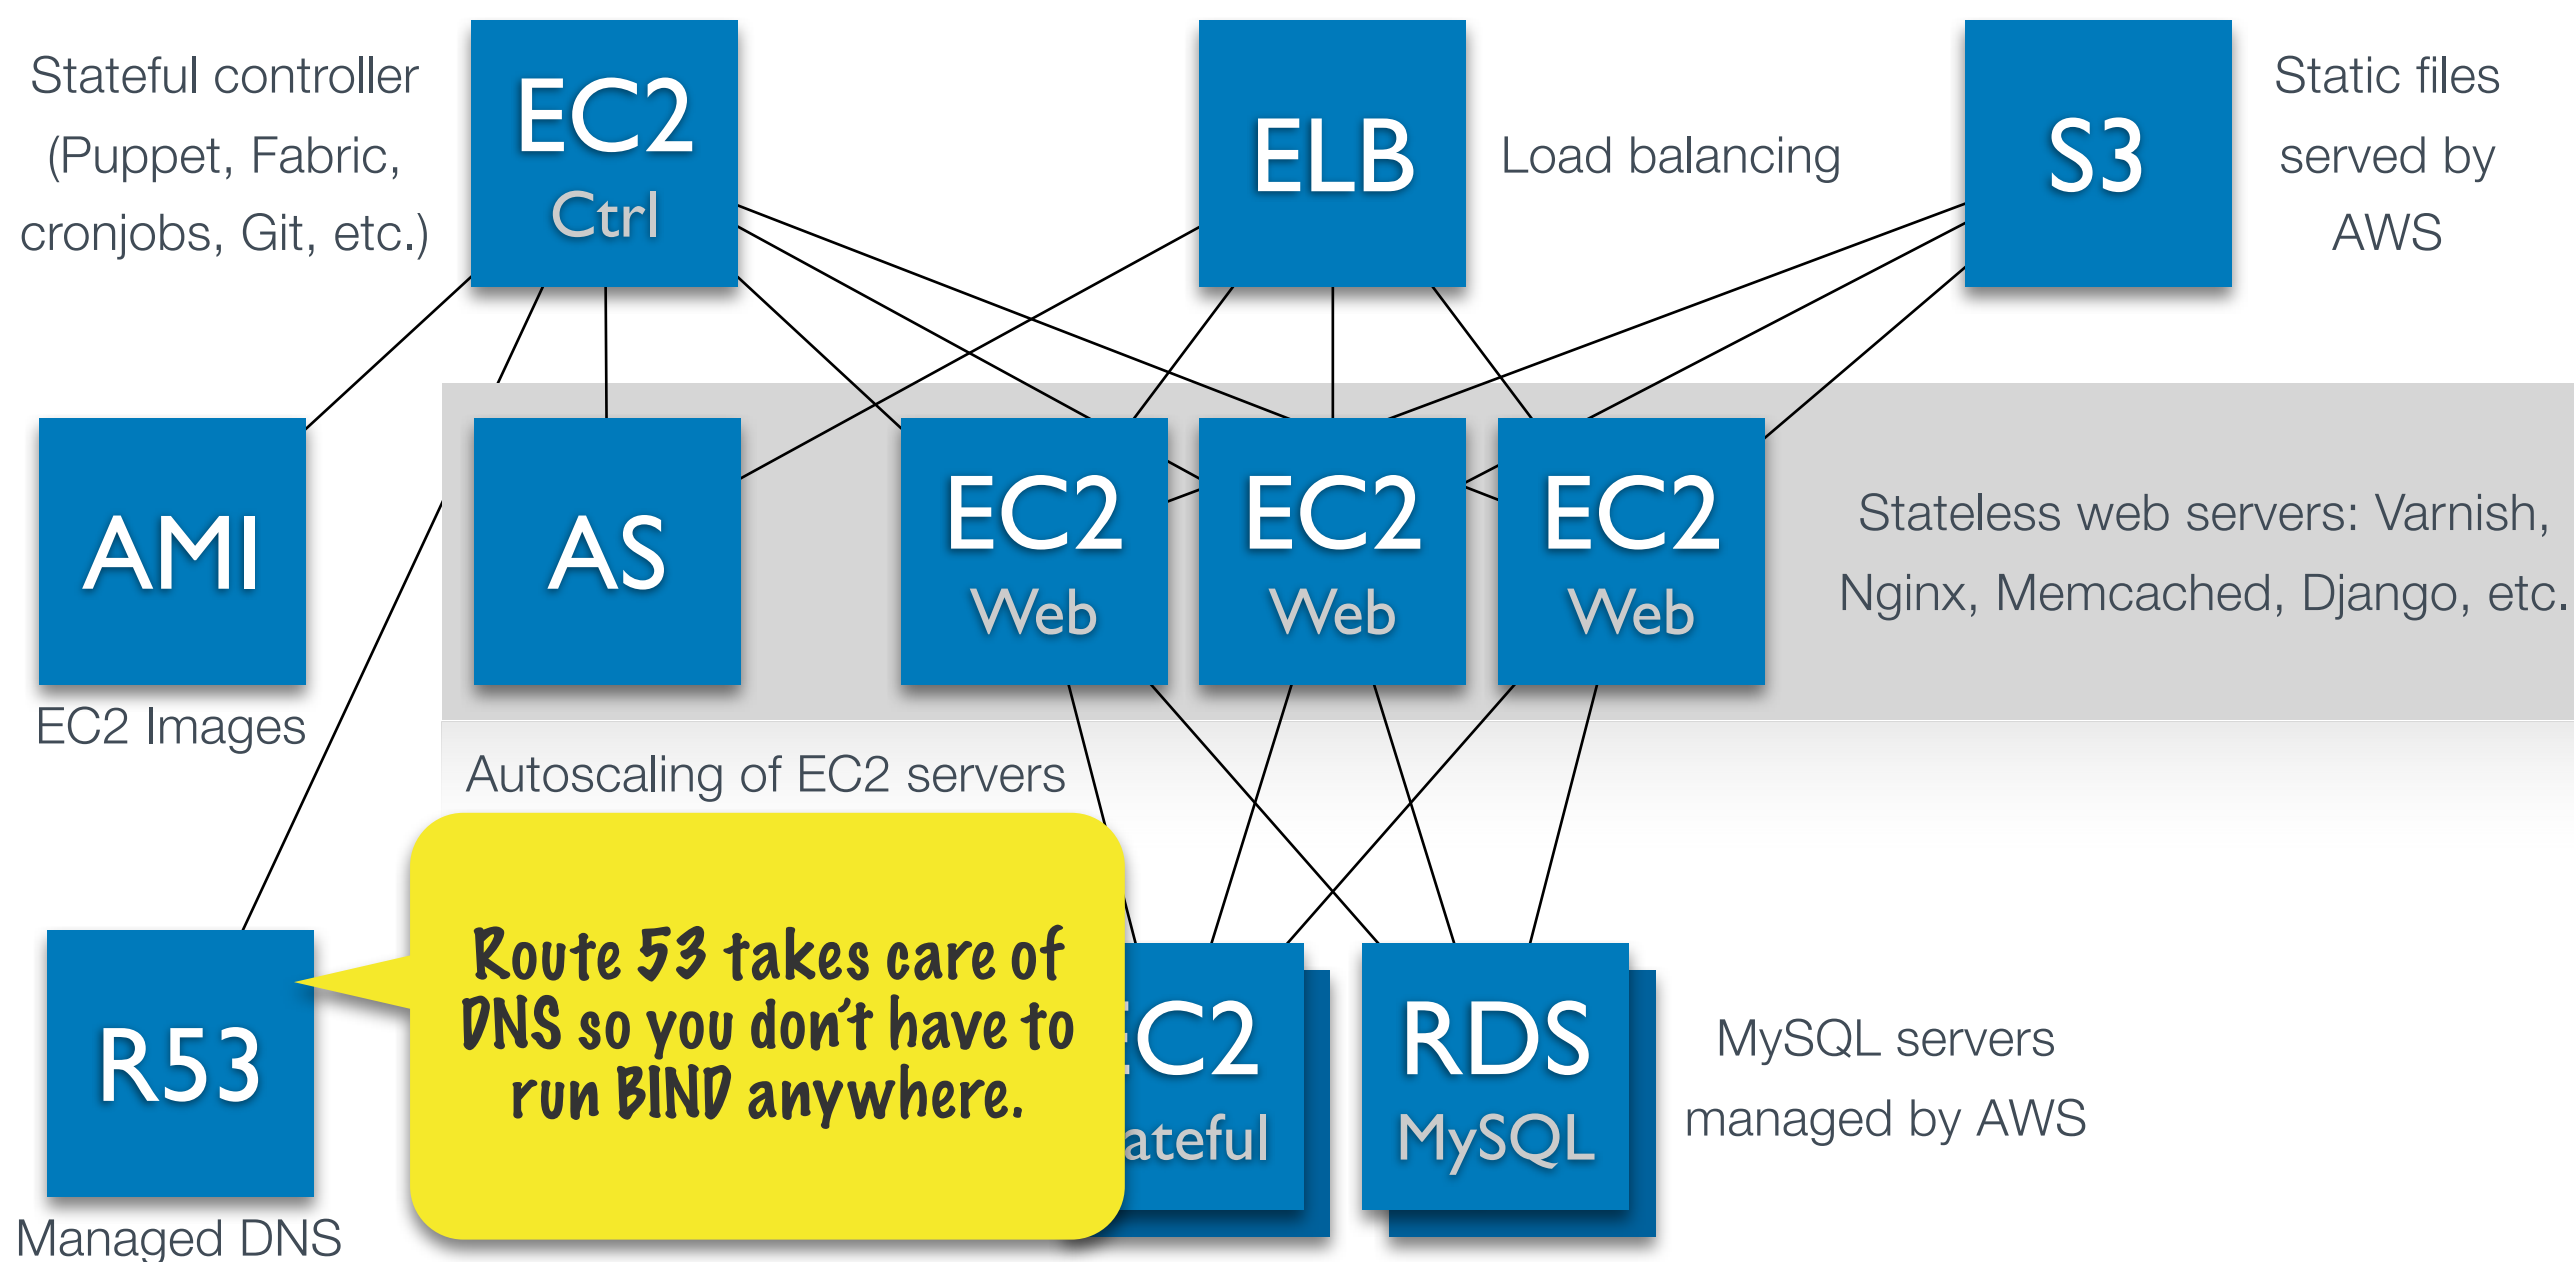 Stateful controller
(Puppet, Fabric,
cronjobs, Git, etc.)
EC2
Ctrl
ELB
Load balancing
S3
Static files
served by
AWS
AMI
EC2 Images
AS
EC2
Web
EC2
Web
EC2
Web
Stateless web servers: Varnish,
Nginx, Memcached, Django, etc.
Autoscaling of EC2 servers
R53
Managed DNS
Route 53 takes care of
DNS so you don't have to
run BIND anywhere.
EC2
ateful
RDS
MySQL
MySQL servers
managed by AWS